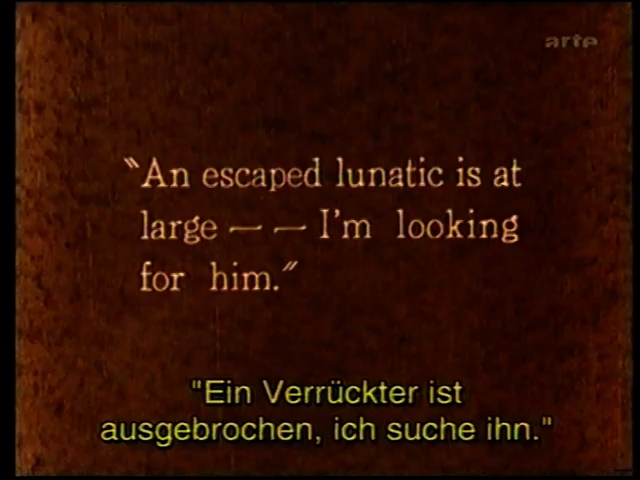 arte
"An escaped lunatic is at
large — — I'm looking
for him."
"Ein Verrückter ist
ausgebrochen, ich suche ihn."